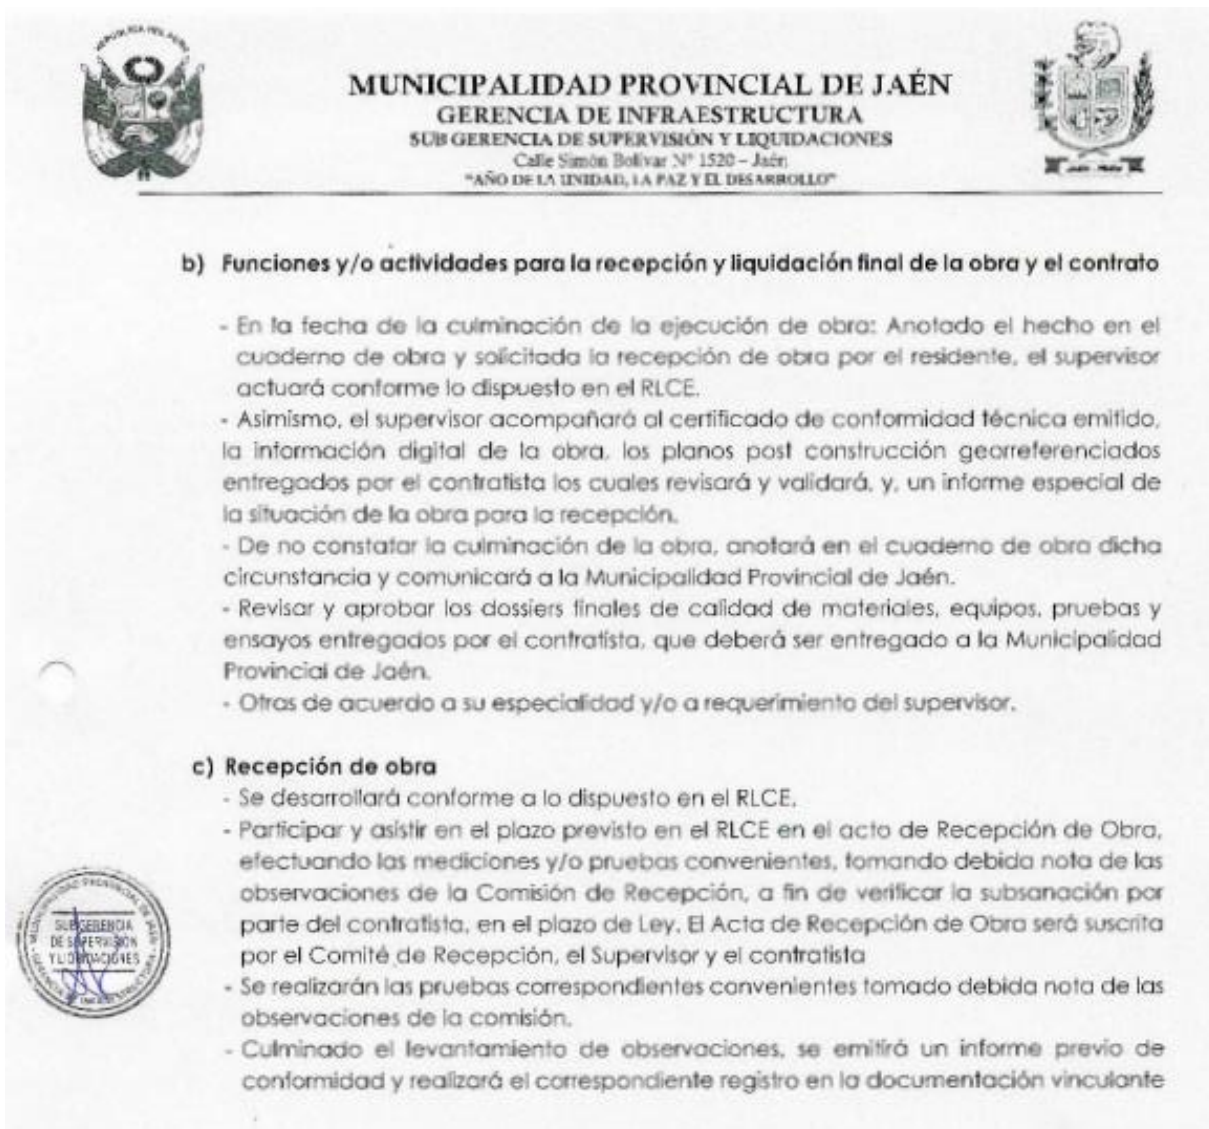 REPÚBLICA DEL PERÚ
MUNICIPALIDAD PROVINCIAL DE JAÉN
GERENCIA DE INFRAESTRUCTURA
SUB GERENCIA DE SUPERVISIÓN Y LIQUIDACIONES
Calle Simón Bolívar N° 1520 – Jaén
"AÑO DE LA UNIDAD, LA PAZ Y EL DESARROLLO"
b) Funciones y/o actividades para la recepción y liquidación final de la obra y el contrato
- En la fecha de la culminación de la ejecución de obra: Anotado el hecho en el
cuaderno de obra y solicitada la recepción de obra por el residente, el supervisor
actuará conforme lo dispuesto en el RLCE.
- Asimismo, el supervisor acompañará al certificado de conformidad técnica emitido,
la información digital de la obra, los planos post construcción georreferenciados
entregados por el contratista los cuales revisará y validará, y, un informe especial de
la situación de la obra para la recepción.
- De no constatar la culminación de la obra, anotará en el cuaderno de obra dicha
circunstancia y comunicará a la Municipalidad Provincial de Jaén.
- Revisar y aprobar los dossiers finales de calidad de materiales, equipos, pruebas y
ensayos entregados por el contratista, que deberá ser entregado a la Municipalidad
Provincial de Jaén.
- Otras de acuerdo a su especialidad y/o a requerimiento del supervisor.
c) Recepción de obra
- Se desarrollará conforme a lo dispuesto en el RLCE.
- Participar y asistir en el plazo previsto en el RLCE en el acto de Recepción de Obra,
efectuando las mediciones y/o pruebas convenientes, tomando debida nota de las
observaciones de la Comisión de Recepción, a fin de verificar la subsanación por
parte del contratista, en el plazo de Ley. El Acta de Recepción de Obra será suscrita
por el Comité de Recepción, el Supervisor y el contratista
- Se realizarán las pruebas correspondientes convenientes tomado debida nota de las
observaciones de la comisión.
- Culminado el levantamiento de observaciones, se emitirá un informe previo de
conformidad y realizará el correspondiente registro en la documentación vinculante
MUNICIPALIDAD PROVINCIAL DE JAÉN
SUB GERENCIA
DE SUPERVISIÓN
Y LIQUIDACIONES
GERENCIA DE INFRAESTRUCTURA